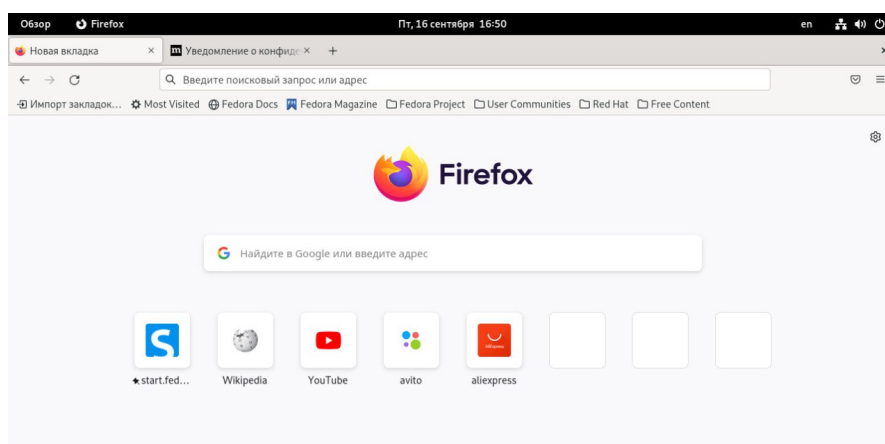 Обзор Firefox Пт, 16 сентября 16:50 en
Новая вкладка × Уведомление о конфиде × +
Введите поисковый запрос или адрес
Импорт закладок... Most Visited Fedora Docs Fedora Magazine Fedora Project User Communities Red Hat Free Content
Firefox
Найдите в Google или введите адрес
start.fed... Wikipedia YouTube avito aliexpress